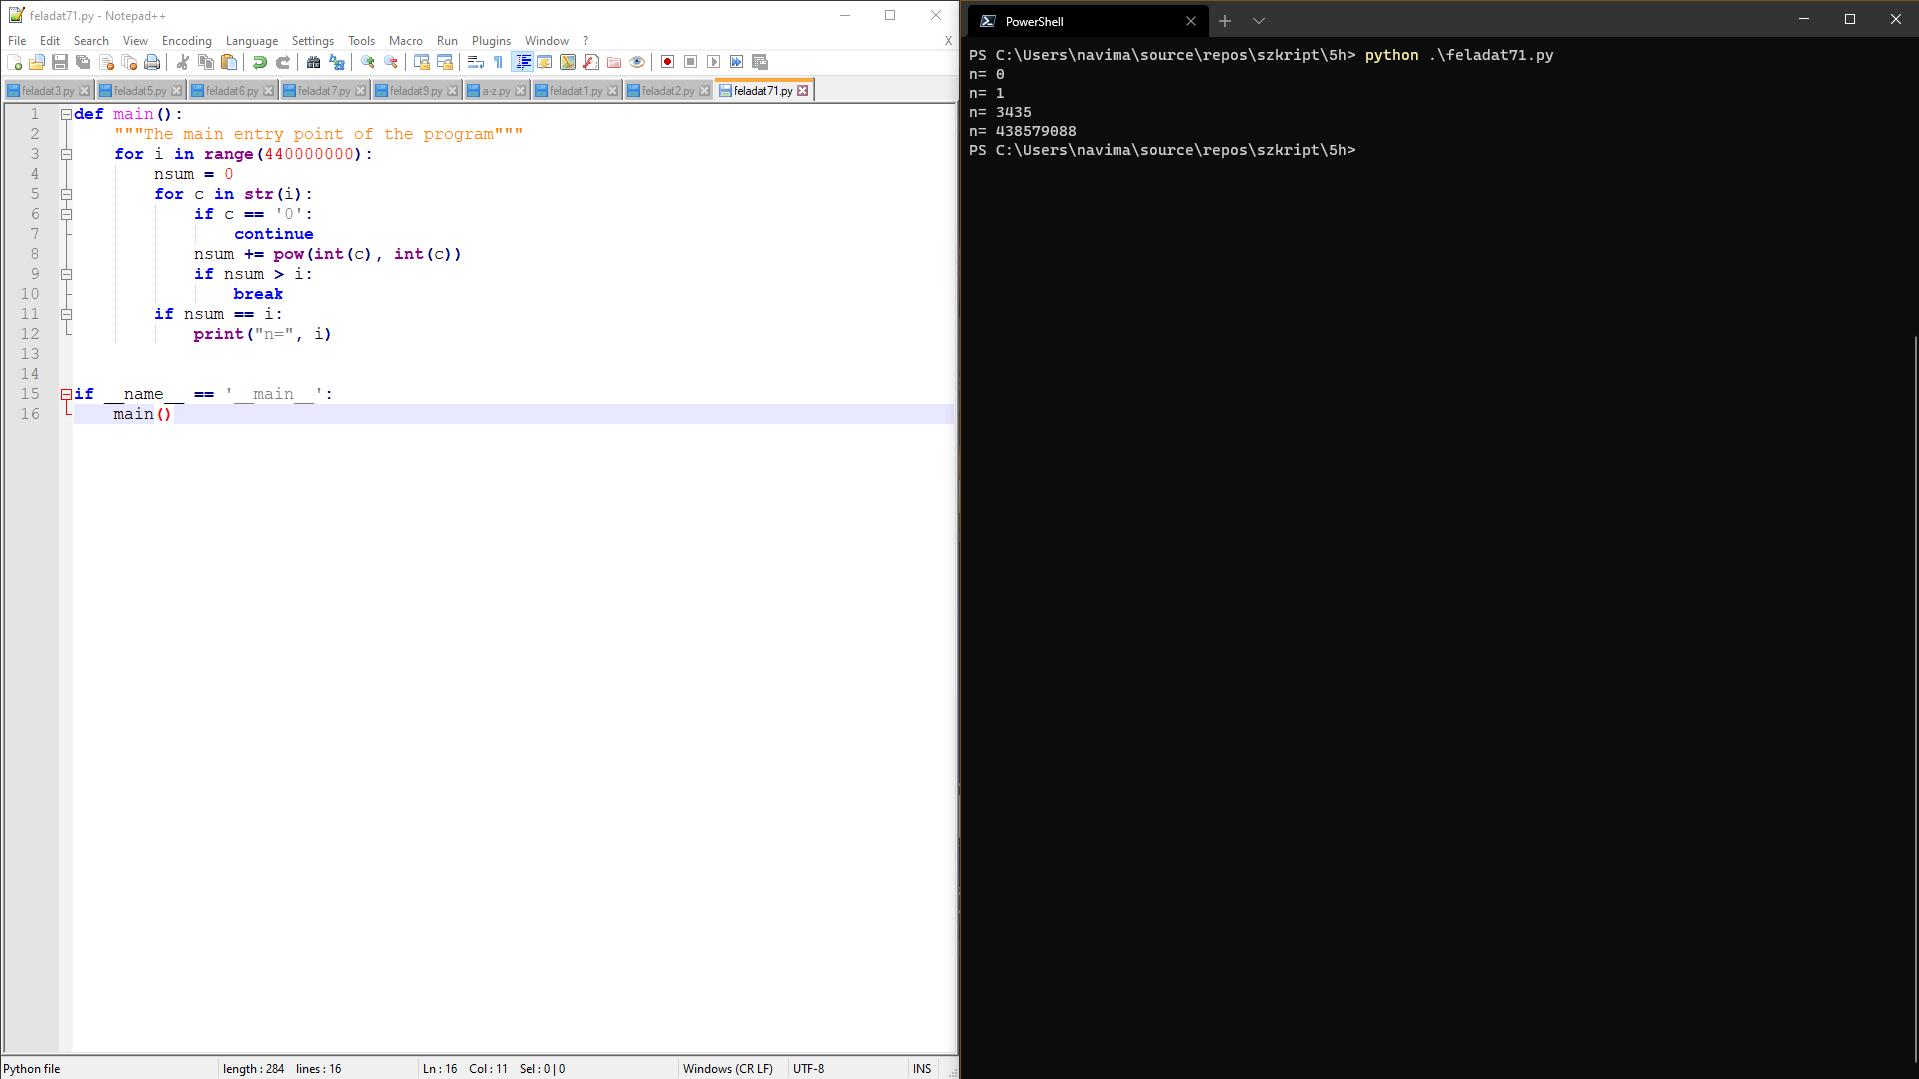 feladat71.py - Notepad++
File Edit Search View Encoding Language Settings Tools Macro Run Plugins Window ? X
feladat3.py feladat5.py feladat6.py feladat7.py feladat9.py a-z.py feladat1.py feladat2.py feladat71.py
1 def main():
2 """The main entry point of the program"""
3 for i in range(440000000):
4 nsum = 0
5 for c in str(i):
6 if c == '0':
7 continue
8 nsum += pow(int(c), int(c))
9 if nsum > i:
10 break
11 if nsum == i:
12 print("n=", i)
13
14
15 if __name__ == '__main__':
16 main()
Python file length : 284 lines : 16 Ln : 16 Col : 11 Sel : 0 | 0 Windows (CR LF) UTF-8 INS
PowerShell
PS C:\Users\navima\source\repos\szkript\5h> python .\feladat71.py
n= 0
n= 1
n= 3435
n= 438579088
PS C:\Users\navima\source\repos\szkript\5h>